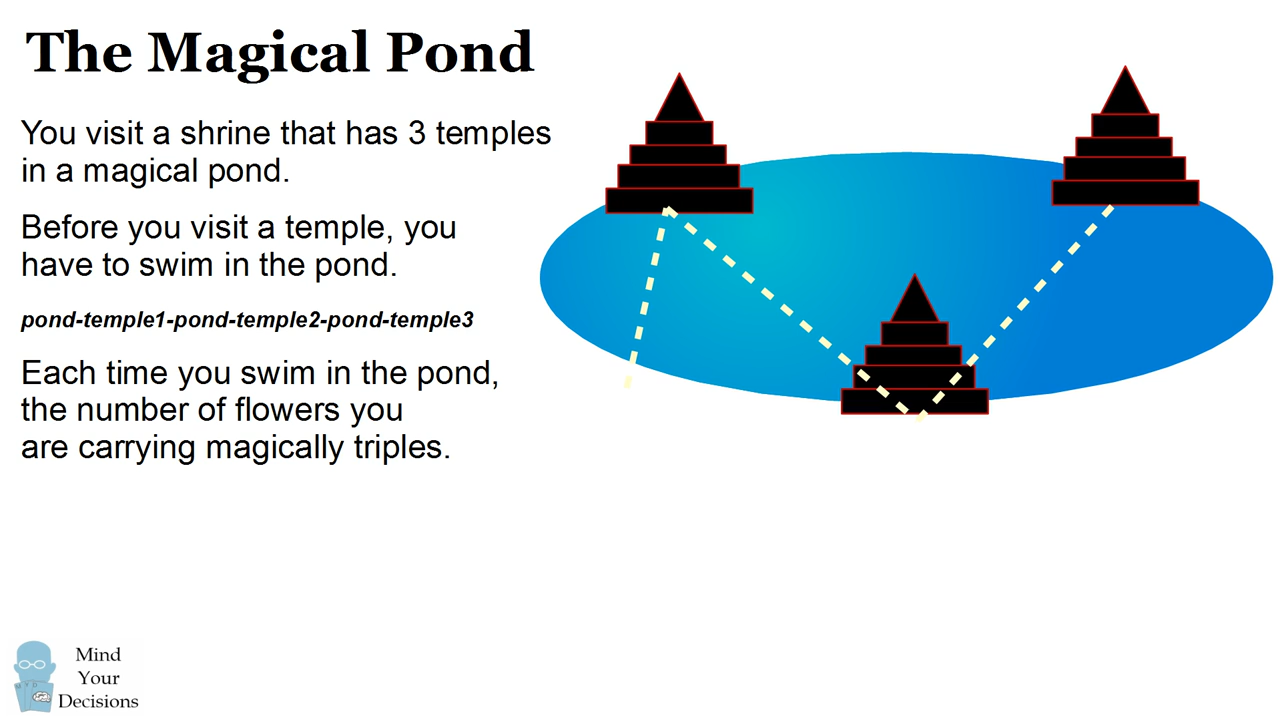 The Magical Pond
You visit a shrine that has 3 temples
in a magical pond.
Before you visit a temple, you
have to swim in the pond.
pond-temple1-pond-temple2-pond-temple3
Each time you swim in the pond,
the number of flowers you
are carrying magically triples.
Mind
Your
Decisions